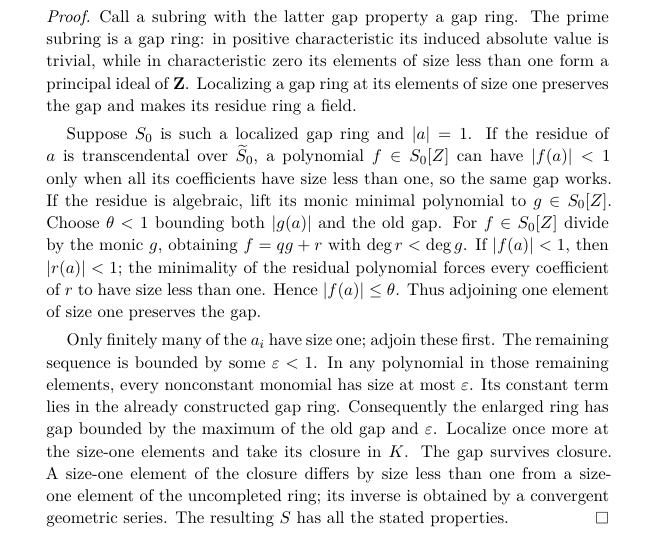 Proof. Call a subring with the latter gap property a gap ring. The prime
subring is a gap ring: in positive characteristic its induced absolute value is
trivial, while in characteristic zero its elements of size less than one form a
principal ideal of Z. Localizing a gap ring at its elements of size one preserves
the gap and makes its residue ring a field.
Suppose S₀ is such a localized gap ring and |a| = 1. If the residue of
a is transcendental over S̃₀, a polynomial f ∈ S₀[Z] can have |f(a)| < 1
only when all its coefficients have size less than one, so the same gap works.
If the residue is algebraic, lift its monic minimal polynomial to g ∈ S₀[Z].
Choose θ < 1 bounding both |g(a)| and the old gap. For f ∈ S₀[Z] divide
by the monic g, obtaining f = qg + r with deg r < deg g. If |f(a)| < 1, then
|r(a)| < 1; the minimality of the residual polynomial forces every coefficient
of r to have size less than one. Hence |f(a)| ≤ θ. Thus adjoining one element
of size one preserves the gap.
Only finitely many of the aᵢ have size one; adjoin these first. The remaining
sequence is bounded by some ε < 1. In any polynomial in those remaining
elements, every nonconstant monomial has size at most ε. Its constant term
lies in the already constructed gap ring. Consequently the enlarged ring has
gap bounded by the maximum of the old gap and ε. Localize once more at
the size-one elements and take its closure in K. The gap survives closure.
A size-one element of the closure differs by size less than one from a size-
one element of the uncompleted ring; its inverse is obtained by a convergent
geometric series. The resulting S has all the stated properties. □